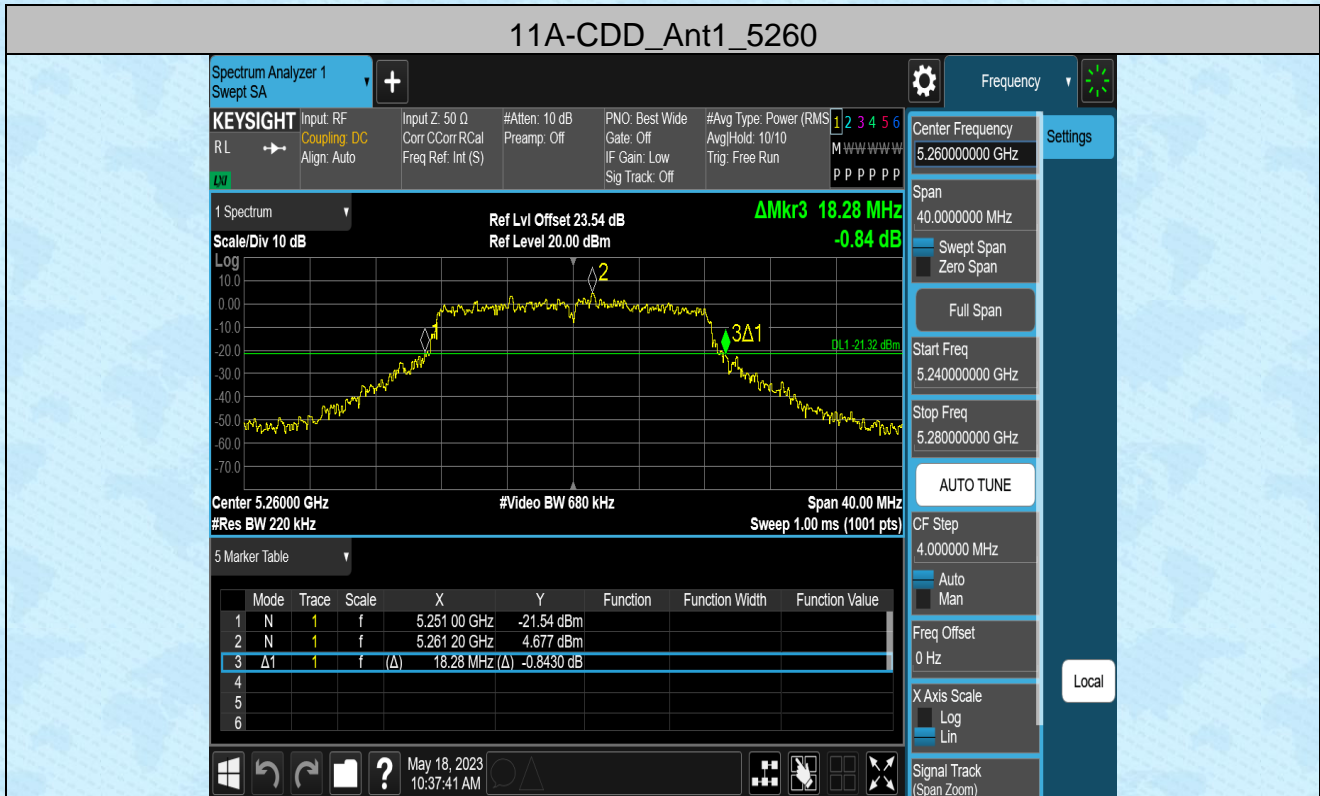 11A-CDD_Ant1_5260
Spectrum Analyzer 1
Swept SA
+
Frequency
KEYSIGHT
RL
LXI
Input: RF
Coupling: DC
Align: Auto
Input Z: 50 Ω
Corr CCorr RCal
Freq Ref: Int (S)
#Atten: 10 dB
Preamp: Off
PNO: Best Wide
Gate: Off
IF Gain: Low
Sig Track: Off
#Avg Type: Power (RMS
Avg|Hold: 10/10
Trig: Free Run
1 2 3 4 5 6
M W W W W W
P P P P P P
1 Spectrum
Scale/Div 10 dB
Ref Lvl Offset 23.54 dB
Ref Level 20.00 dBm
ΔMkr3 18.28 MHz
-0.84 dB
Log
10.0
0.00
-10.0
-20.0
-30.0
-40.0
-50.0
-60.0
-70.0
1
2
3Δ1
DL1 -21.32 dBm
Center 5.26000 GHz
#Video BW 680 kHz
Span 40.00 MHz
#Res BW 220 kHz
Sweep 1.00 ms (1001 pts)
5 Marker Table
Mode Trace Scale X Y Function Function Width Function Value
1 N 1 f 5.251 00 GHz -21.54 dBm
2 N 1 f 5.261 20 GHz 4.677 dBm
3 Δ1 1 f (Δ) 18.28 MHz (Δ) -0.8430 dB
4
5
6
?
May 18, 2023
10:37:41 AM
Center Frequency
5.260000000 GHz
Settings
Span
40.0000000 MHz
Swept Span
Zero Span
Full Span
Start Freq
5.240000000 GHz
Stop Freq
5.280000000 GHz
AUTO TUNE
CF Step
4.000000 MHz
Auto
Man
Freq Offset
0 Hz
X Axis Scale
Log
Lin
Local
Signal Track
(Span Zoom)